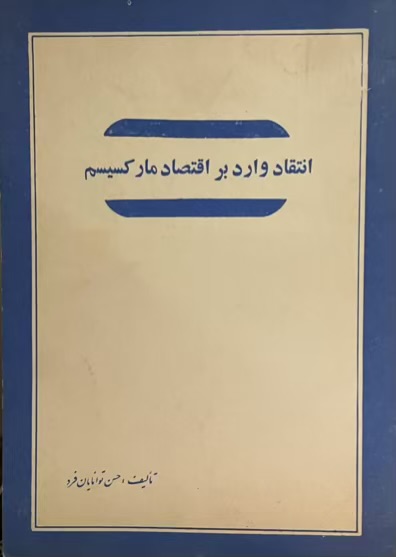 انتقاد وارد بر اقتصاد مارکسیسم
تألیف: حسن توانایان فرد